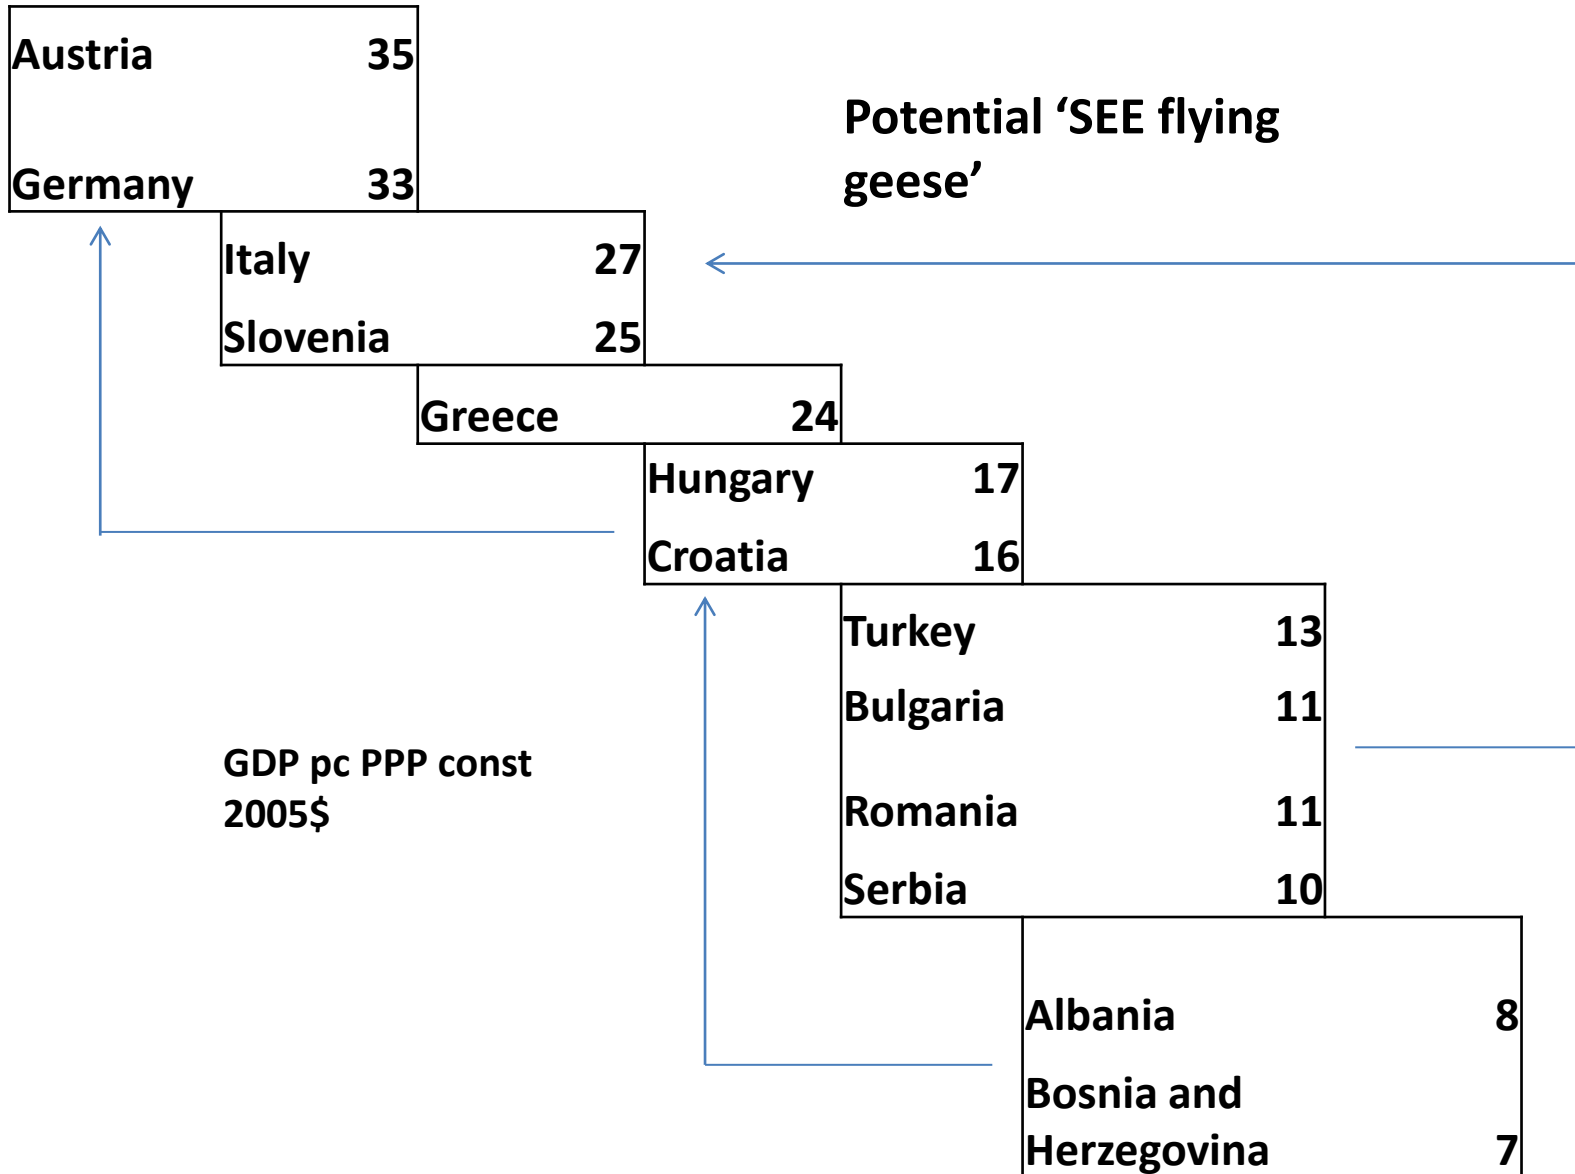 Austria 35
Potential ‘SEE flying
geese’
Germany 33
Italy 27
Slovenia 25
Greece 24
Hungary 17
Croatia 16
Turkey 13
Bulgaria 11
GDP pc PPP const
2005$
Romania 11
Serbia 10
Albania 8
Bosnia and
Herzegovina 7